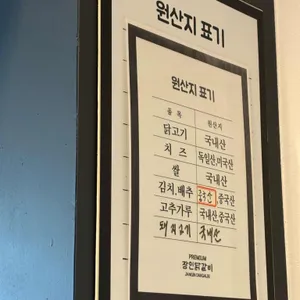 원산지 표기
원산지 표기
품목 원산지
닭고기 국내산
치즈 독일산,미국산
쌀 국내산
김치,배추 중국산
고추가루 국내산,중국산
돼지고기 국내산
PREMIUM
장인닭갈비
JANGIN DAKGALBI